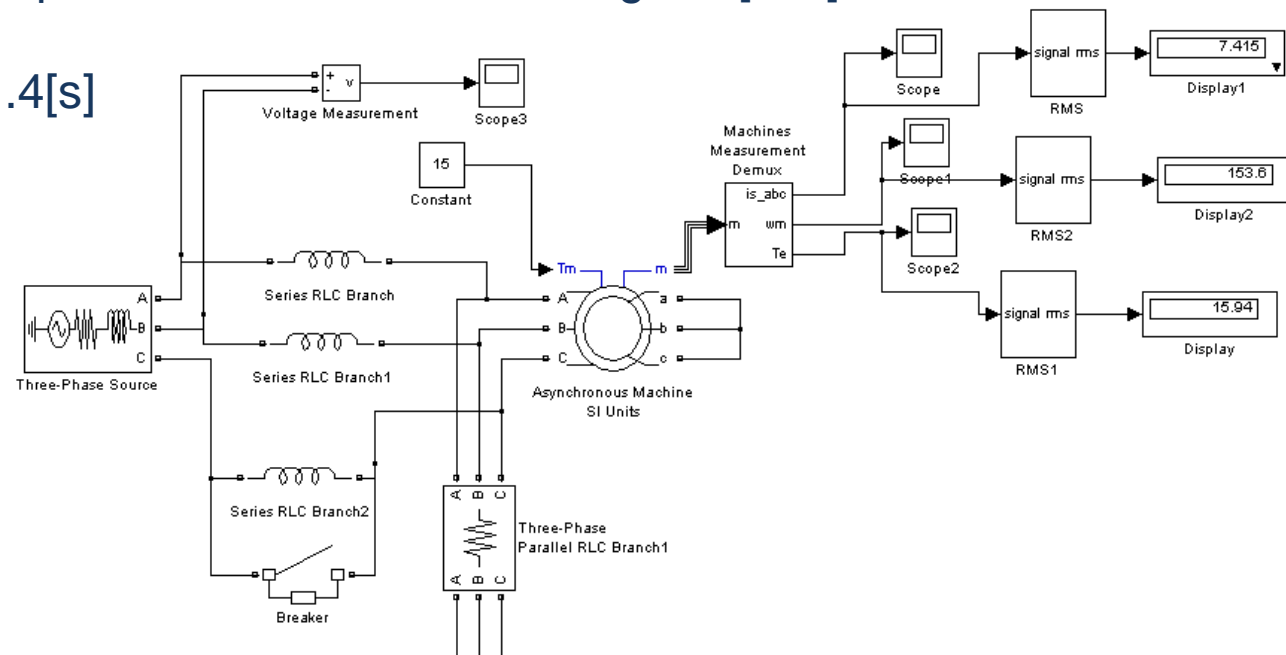 .4[s]
+
-
v
Voltage Measurement
Scope3
15
Constant
Scope
signal rms
RMS
7.415
Display1
Machines
Measurement
Demux
m
is_abc
wm
Te
Scope1
signal rms
RMS2
153.6
Display2
Scope2
signal rms
RMS1
15.94
Display
A
B
C
Three-Phase Source
Series RLC Branch
Series RLC Branch1
Tm
m
A
B
C
a
b
c
Asynchronous Machine
SI Units
Series RLC Branch2
Breaker
A B C
Three-Phase
Parallel RLC Branch1
A B C